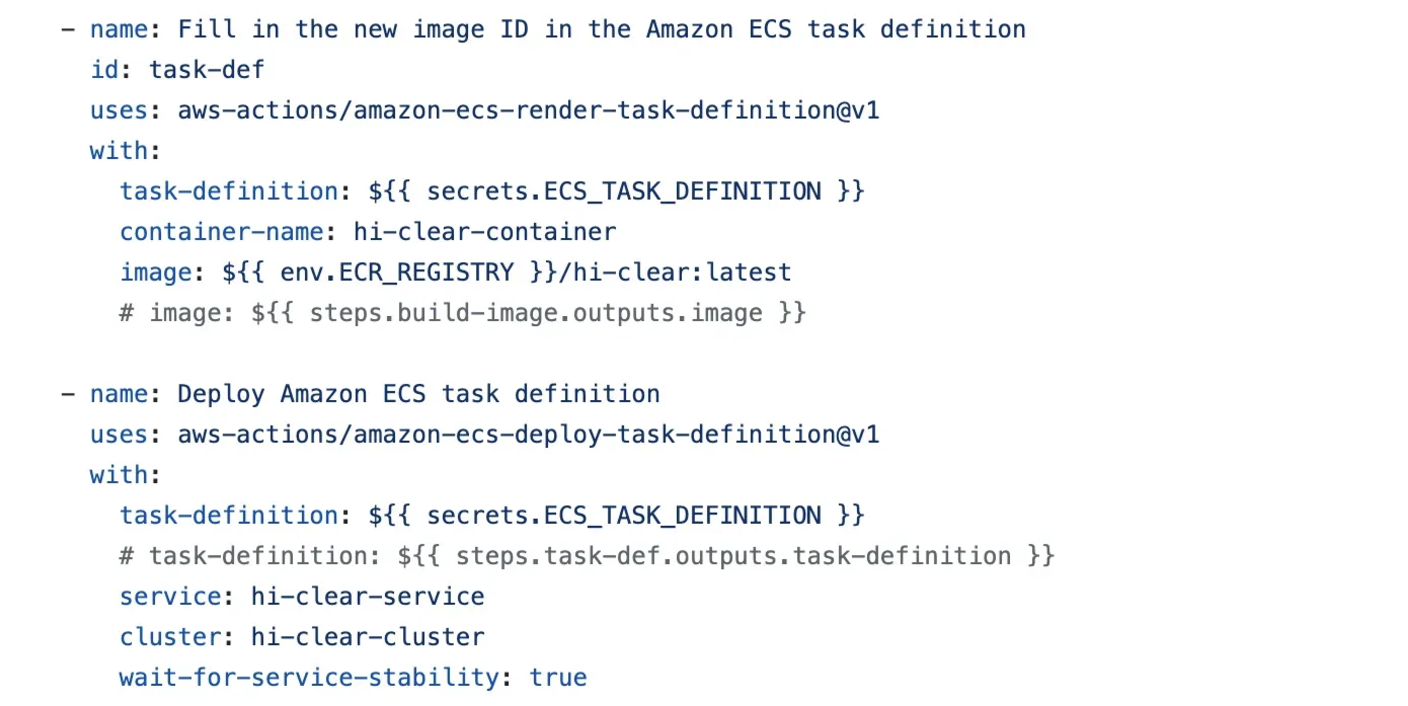 - name: Fill in the new image ID in the Amazon ECS task definition
  id: task-def
  uses: aws-actions/amazon-ecs-render-task-definition@v1
  with:
    task-definition: ${{ secrets.ECS_TASK_DEFINITION }}
    container-name: hi-clear-container
    image: ${{ env.ECR_REGISTRY }}/hi-clear:latest
    # image: ${{ steps.build-image.outputs.image }}

- name: Deploy Amazon ECS task definition
  uses: aws-actions/amazon-ecs-deploy-task-definition@v1
  with:
    task-definition: ${{ secrets.ECS_TASK_DEFINITION }}
    # task-definition: ${{ steps.task-def.outputs.task-definition }}
    service: hi-clear-service
    cluster: hi-clear-cluster
    wait-for-service-stability: true